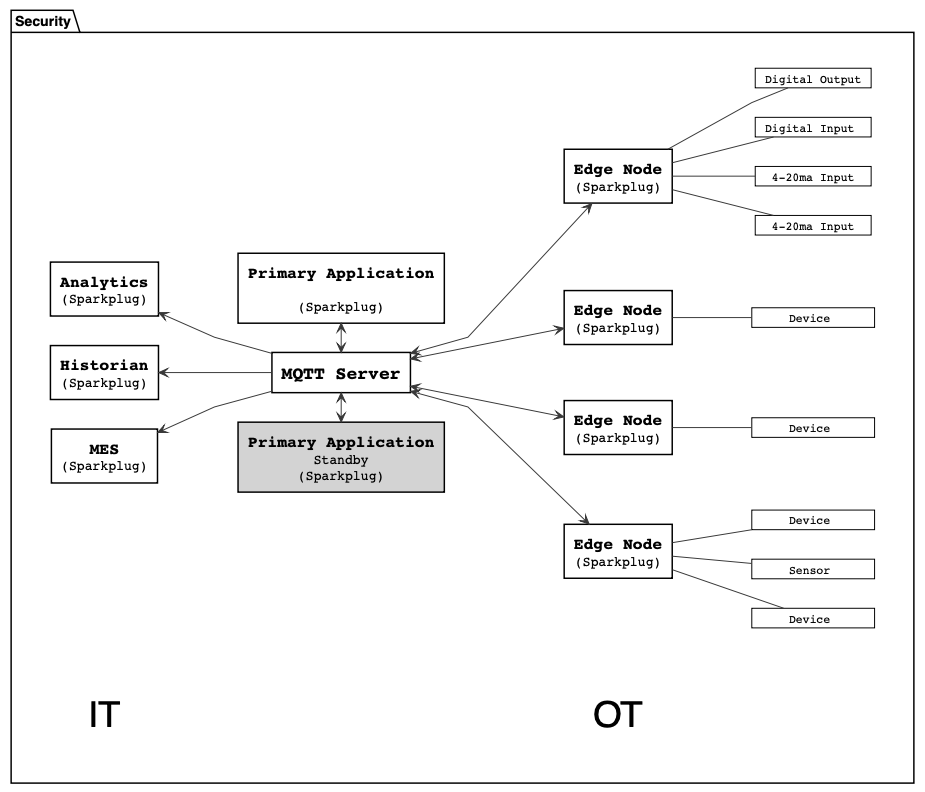 Security
Digital Output
Digital Input
4-20ma Input
4-20ma Input
Edge Node
(Sparkplug)
Primary Application
(Sparkplug)
Analytics
(Sparkplug)
Edge Node
(Sparkplug)
Device
Historian
(Sparkplug)
MQTT Server
MES
(Sparkplug)
Primary Application
Standby
(Sparkplug)
Edge Node
(Sparkplug)
Device
Edge Node
(Sparkplug)
Device
Sensor
Device
IT
OT